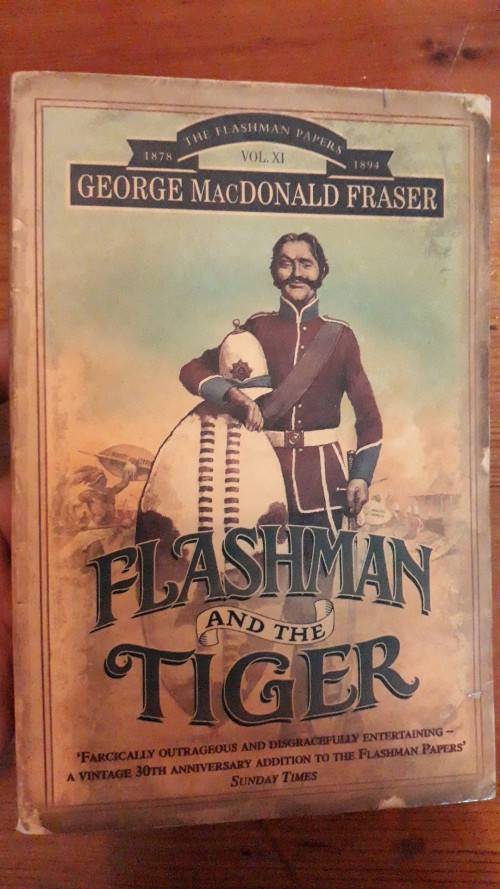 THE FLASHMAN PAPERS
1878 VOL. XI 1894
GEORGE MACDONALD FRASER
FLASHMAN
AND THE
TIGER
‘FARCICALLY OUTRAGEOUS AND DISGRACEFULLY ENTERTAINING –
A VINTAGE 30TH ANNIVERSARY ADDITION TO THE FLASHMAN PAPERS’
SUNDAY TIMES